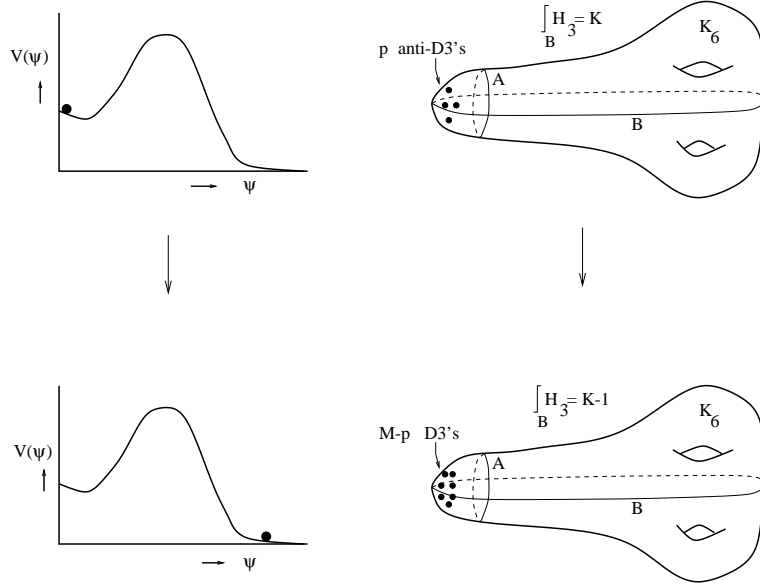 V(ψ)
ψ
∫ H₃ = K
B
K₆
p anti-D3's
A
B
V(ψ)
ψ
∫ H₃ = K-1
B
K₆
M-p D3's
A
B